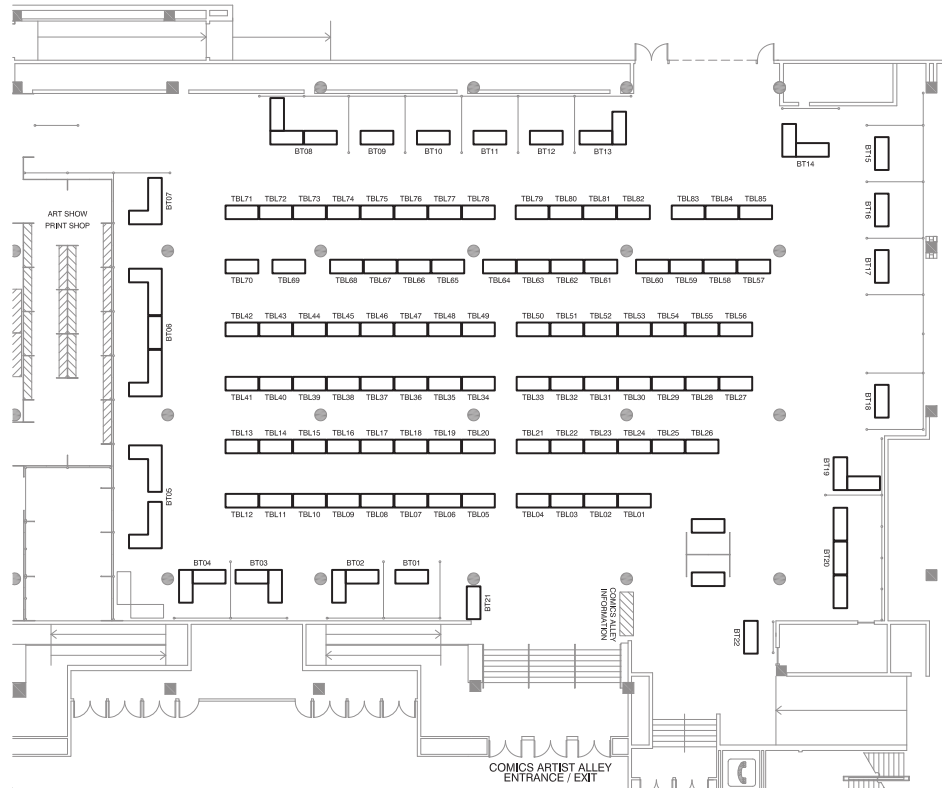 BT08 BT09 BT10 BT11 BT12 BT13
BT14
BT15
BT07
ART SHOW
PRINT SHOP
TBL71 TBL72 TBL73 TBL74 TBL75 TBL76 TBL77 TBL78 TBL79 TBL80 TBL81 TBL82 TBL83 TBL84 TBL85
BT16
BT17
TBL70 TBL69 TBL68 TBL67 TBL66 TBL65 TBL64 TBL63 TBL62 TBL61 TBL60 TBL59 TBL58 TBL57
BT06
TBL42 TBL43 TBL44 TBL45 TBL46 TBL47 TBL48 TBL49 TBL50 TBL51 TBL52 TBL53 TBL54 TBL55 TBL56
TBL41 TBL40 TBL39 TBL38 TBL37 TBL36 TBL35 TBL34 TBL33 TBL32 TBL31 TBL30 TBL29 TBL28 TBL27
BT18
TBL13 TBL14 TBL15 TBL16 TBL17 TBL18 TBL19 TBL20 TBL21 TBL22 TBL23 TBL24 TBL25 TBL26
BT19
BT05
TBL12 TBL11 TBL10 TBL09 TBL08 TBL07 TBL06 TBL05 TBL04 TBL03 TBL02 TBL01
BT20
BT04 BT03 BT02 BT01
BT21
COMICS ALLEY
INFORMATION
BT22
COMICS ARTIST ALLEY
ENTRANCE / EXIT